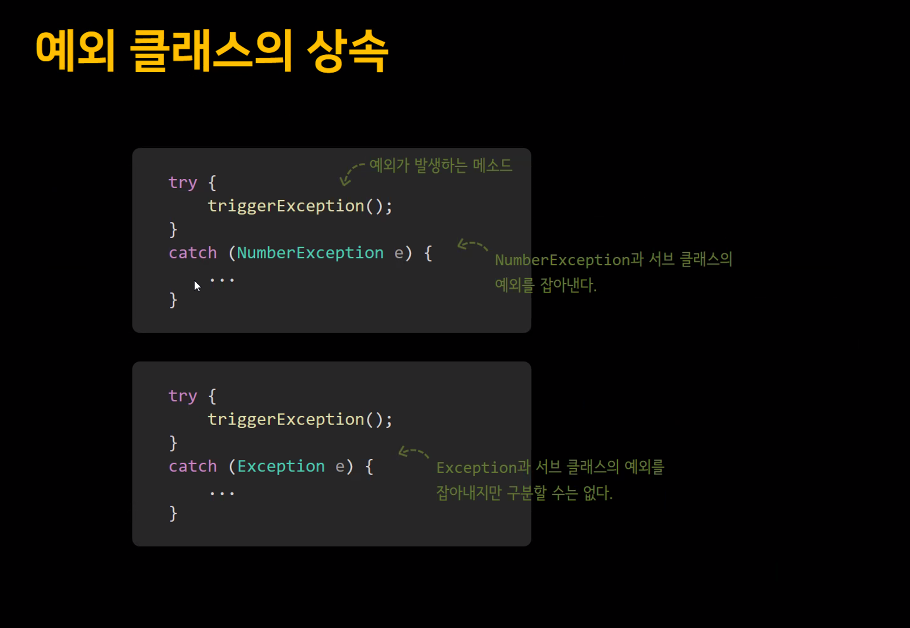 예외 클래스의 상속
예외가 발생하는 메소드
try {
triggerException();
}
catch (NumberException e) {
...
}
NumberException과 서브 클래스의
예외를 잡아낸다.
try {
triggerException();
}
catch (Exception e) {
...
}
Exception과 서브 클래스의 예외를
잡아내지만 구분할 수는 없다.